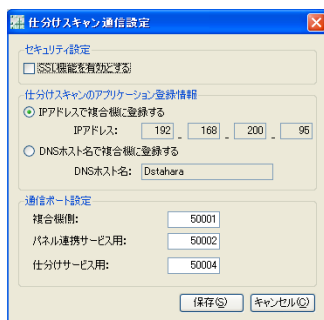 仕分けスキャン通信設定
セキュリティ設定
SSL機能を有効とする
仕分けスキャンのアプリケーション登録情報
IPアドレスで複合機に登録する
IPアドレス: 192 . 168 . 200 . 95
DNSホスト名で複合機に登録する
DNSホスト名: Dstahara
通信ポート設定
複合機側: 50001
パネル連携サービス用: 50002
仕分けサービス用: 50004
保存(S) キャンセル(C)